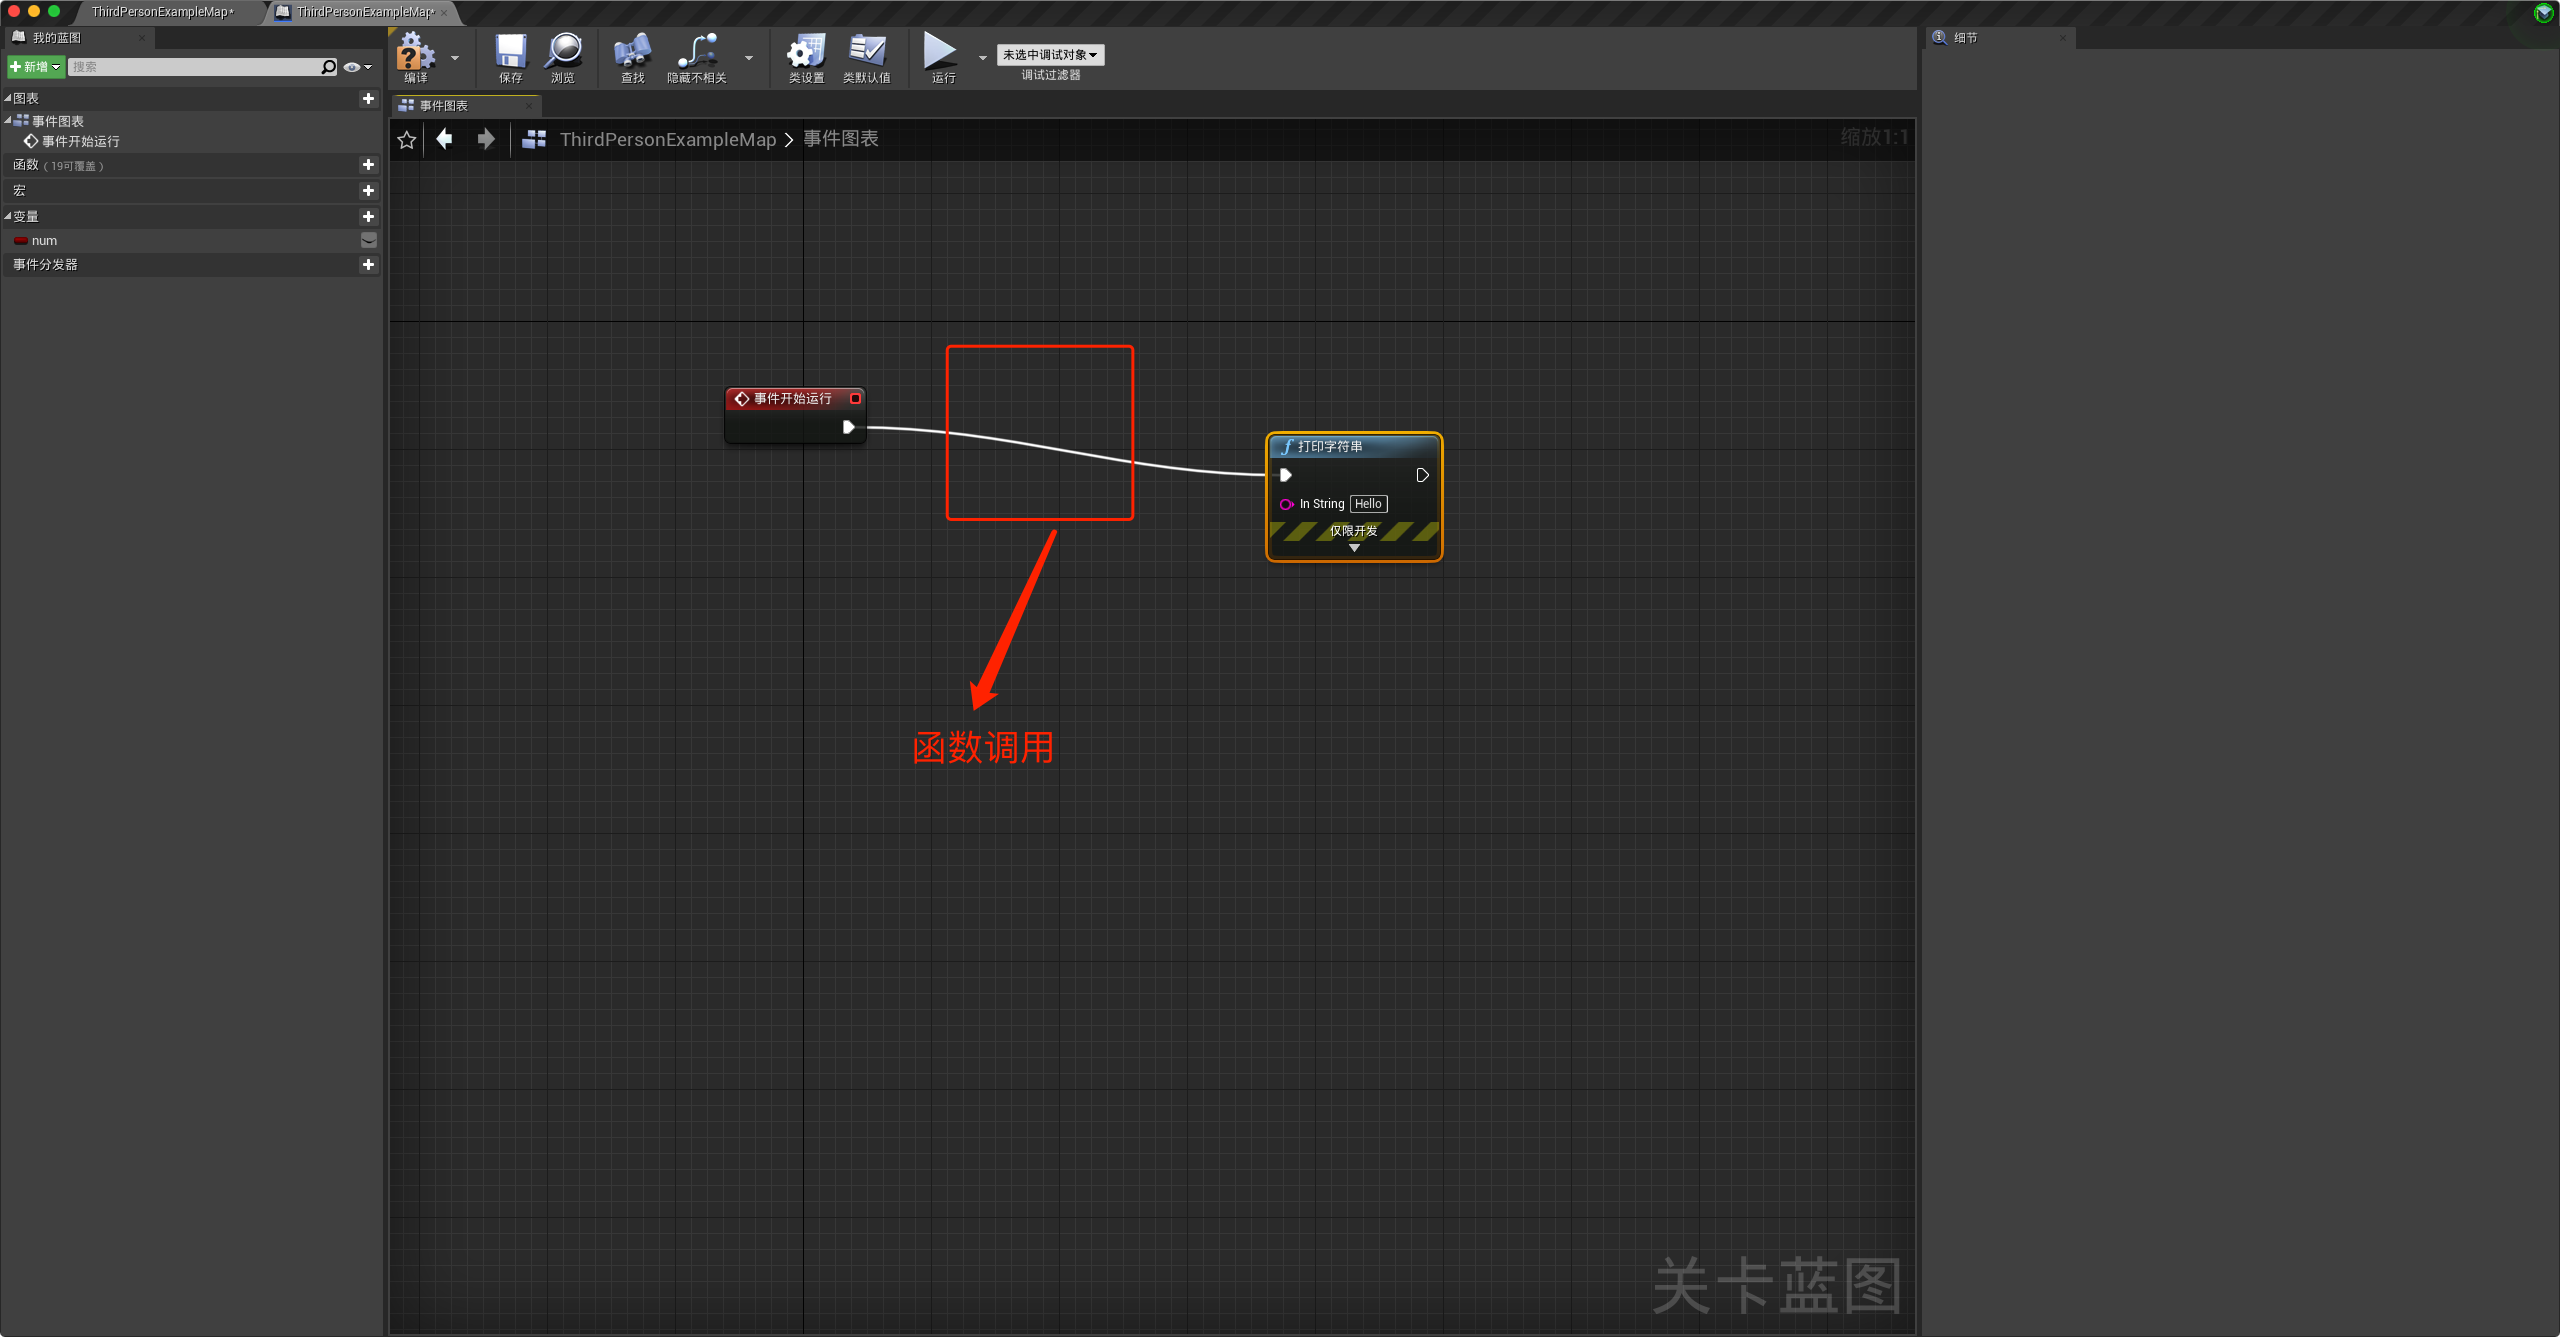 ThirdPersonExampleMap*
ThirdPersonExampleMap*
我的蓝图
细节
新增
搜索
编译
保存
浏览
查找
隐藏不相关
类设置
类默认值
运行
未选中调试对象
调试过滤器
图表
事件图表
事件图表
事件开始运行
ThirdPersonExampleMap
事件图表
缩放1:1
函数 (19可覆盖)
宏
变量
num
事件分发器
事件开始运行
打印字符串
In String Hello
仅限开发
函数调用
关卡蓝图